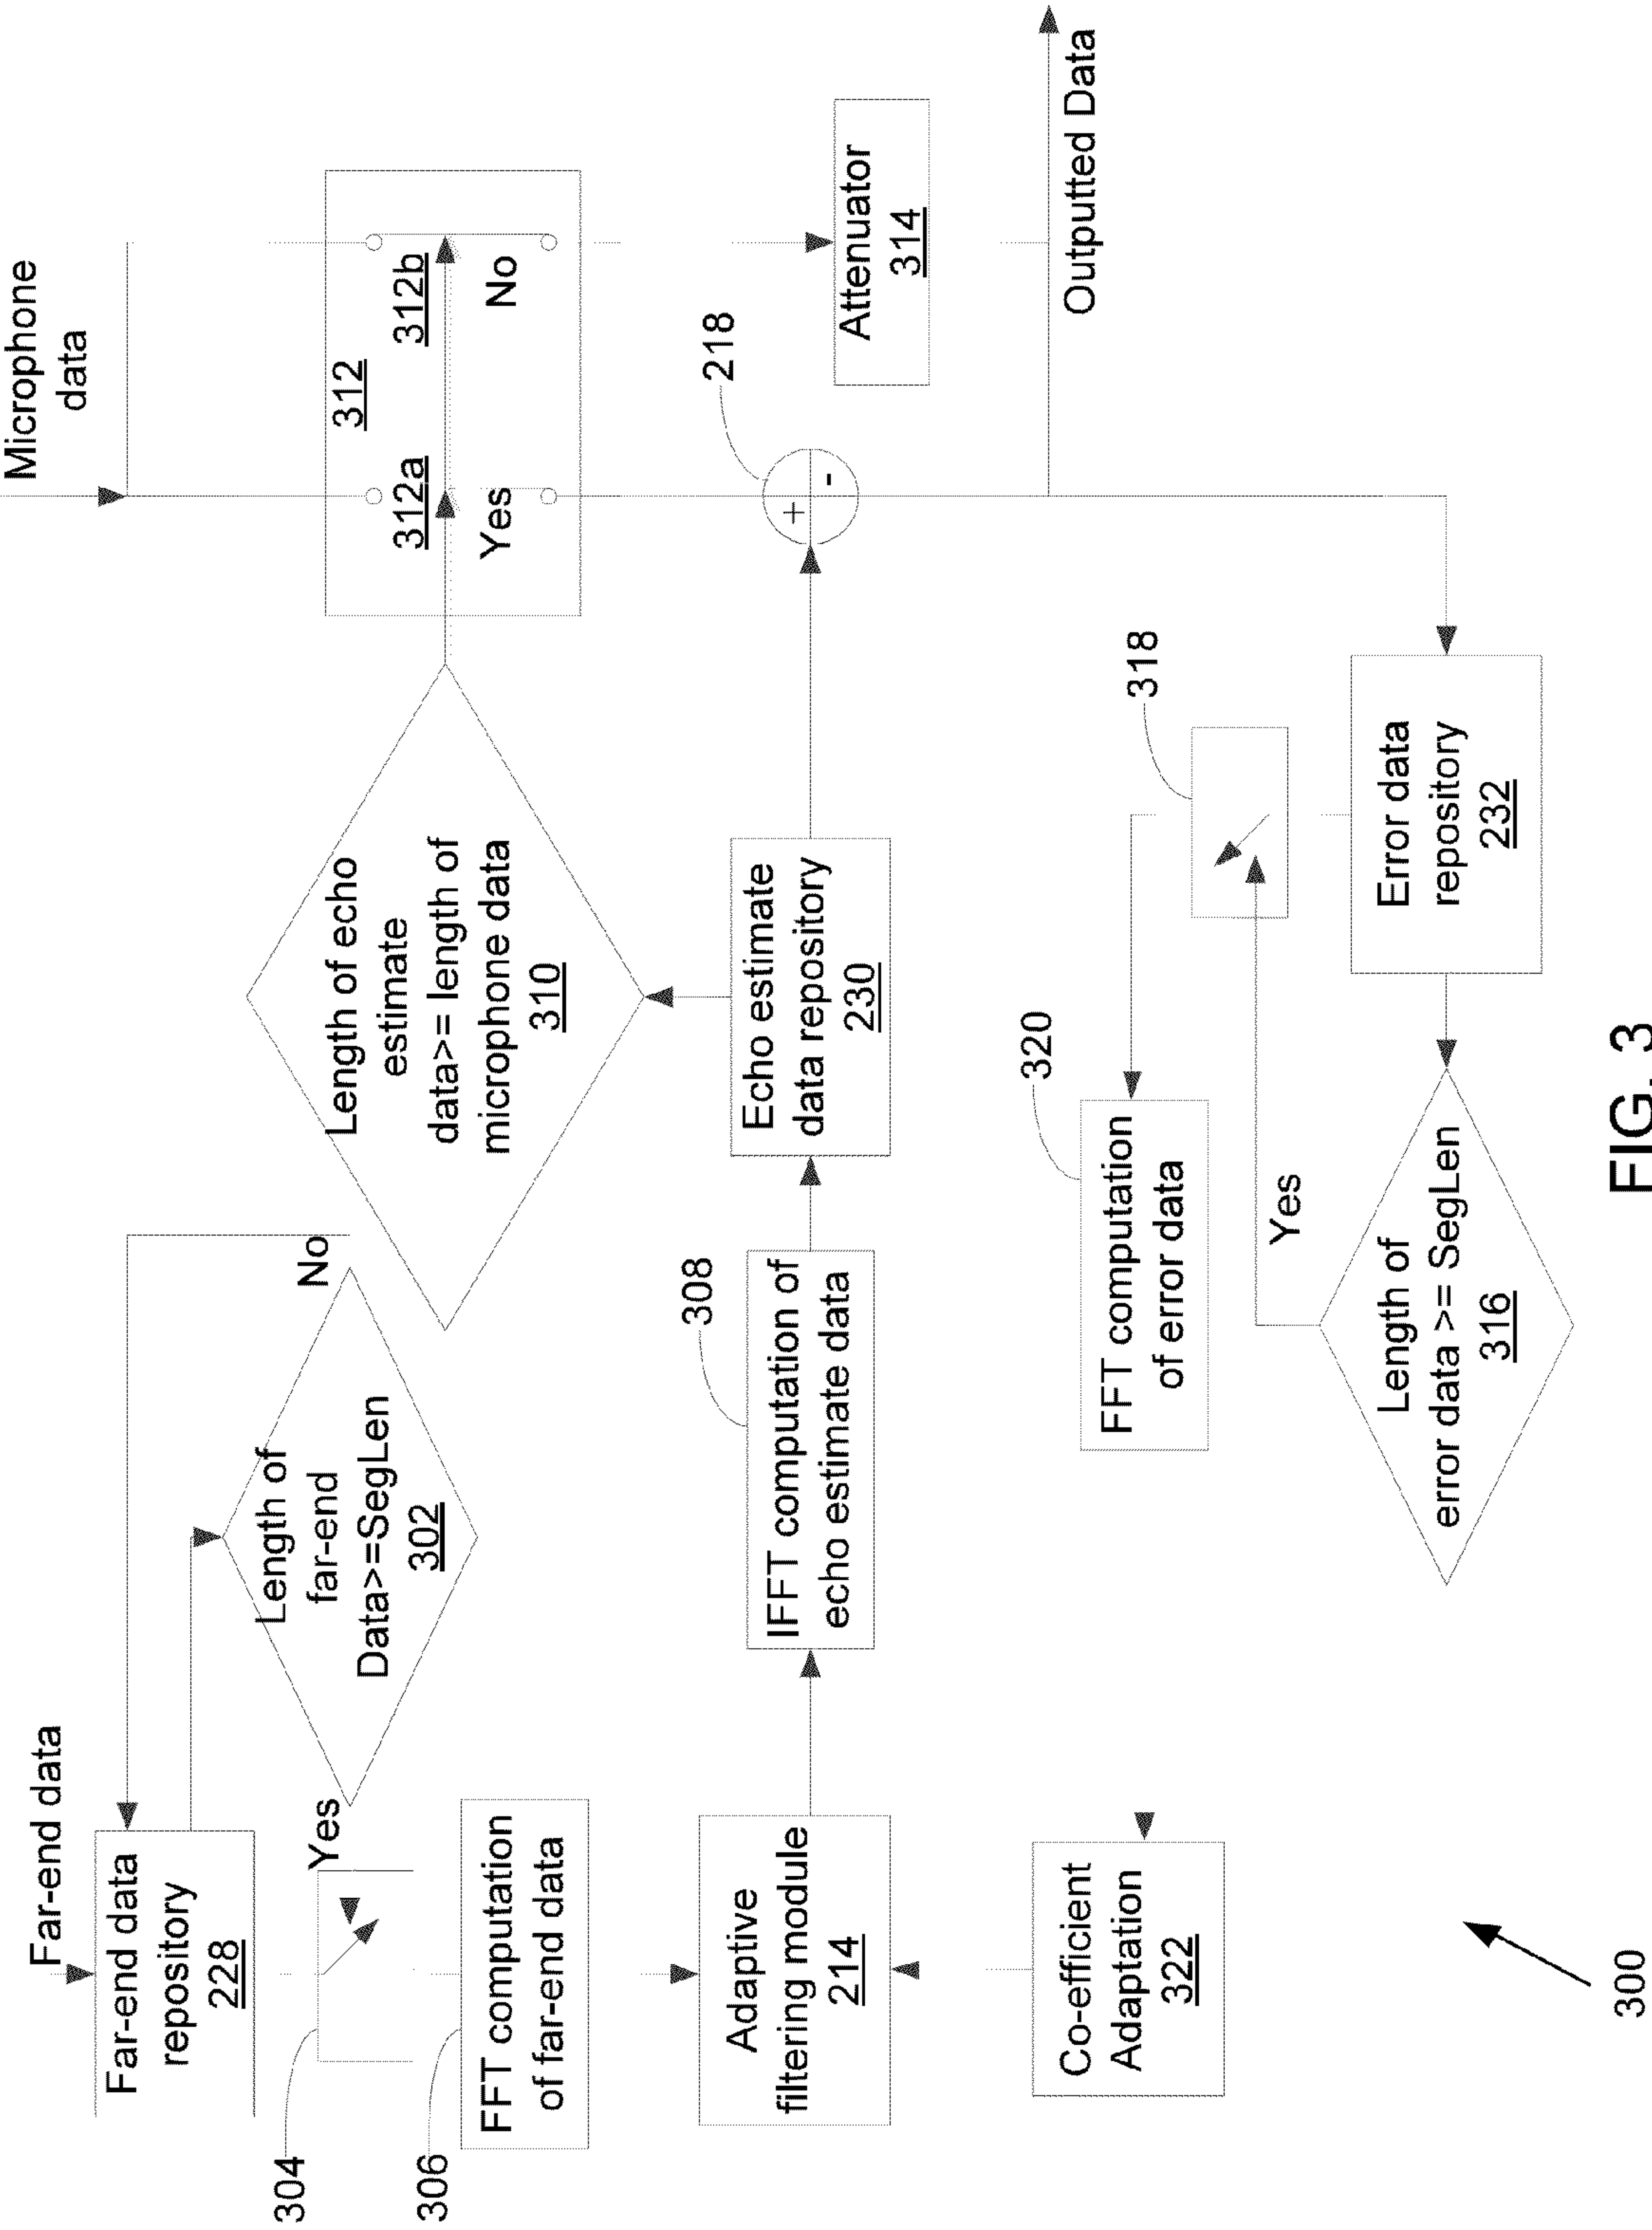 Far-end data
Far-end data
repository
228
304
Yes
Length of
far-end
Data>=SegLen
302
No
306
FFT computation
of far-end data
Adaptive
filtering module
214
Co-efficient
Adaptation
322
308
IFFT computation of
echo estimate data
Length of echo
estimate
data>= length of
microphone data
310
Echo estimate
data repository
230
Microphone
data
312
312a
312b
Yes
No
218
+
-
Attenuator
314
Outputted Data
318
320
FFT computation
of error data
Yes
Length of
error data >= SegLen
316
Error data
repository
232
300
FIG. 3